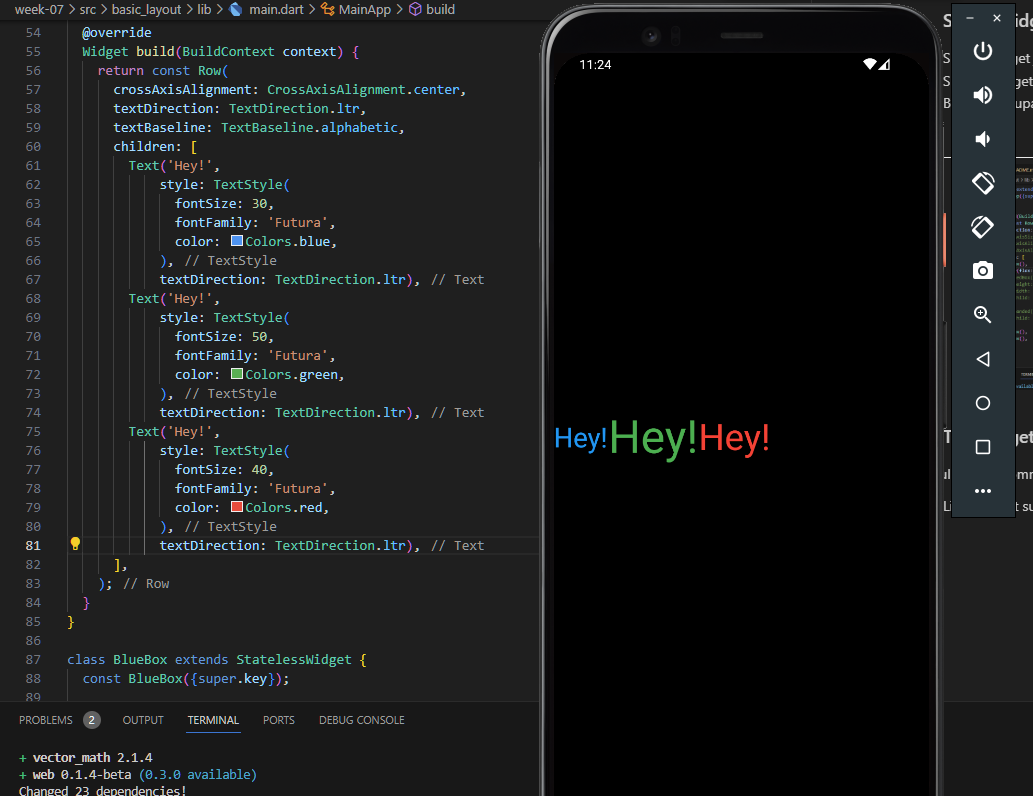 week-07 > src > basic_layout > lib > main.dart > MainApp > build
54 @override
55 Widget build(BuildContext context) {
56 return const Row(
57 crossAxisAlignment: CrossAxisAlignment.center,
58 textDirection: TextDirection.ltr,
59 textBaseline: TextBaseline.alphabetic,
60 children: [
61 Text('Hey!',
62 style: TextStyle(
63 fontSize: 30,
64 fontFamily: 'Futura',
65 color: Colors.blue,
66 ), // TextStyle
67 textDirection: TextDirection.ltr), // Text
68 Text('Hey!',
69 style: TextStyle(
70 fontSize: 50,
71 fontFamily: 'Futura',
72 color: Colors.green,
73 ), // TextStyle
74 textDirection: TextDirection.ltr), // Text
75 Text('Hey!',
76 style: TextStyle(
77 fontSize: 40,
78 fontFamily: 'Futura',
79 color: Colors.red,
80 ), // TextStyle
81 textDirection: TextDirection.ltr), // Text
82 ],
83 ); // Row
84 }
85 }
86
87 class BlueBox extends StatelessWidget {
88 const BlueBox({super.key});
89
PROBLEMS 2 OUTPUT TERMINAL PORTS DEBUG CONSOLE
+ vector_math 2.1.4
+ web 0.1.4-beta (0.3.0 available)
Changed 23 dependencies!
11:24
Hey!Hey!Hey!